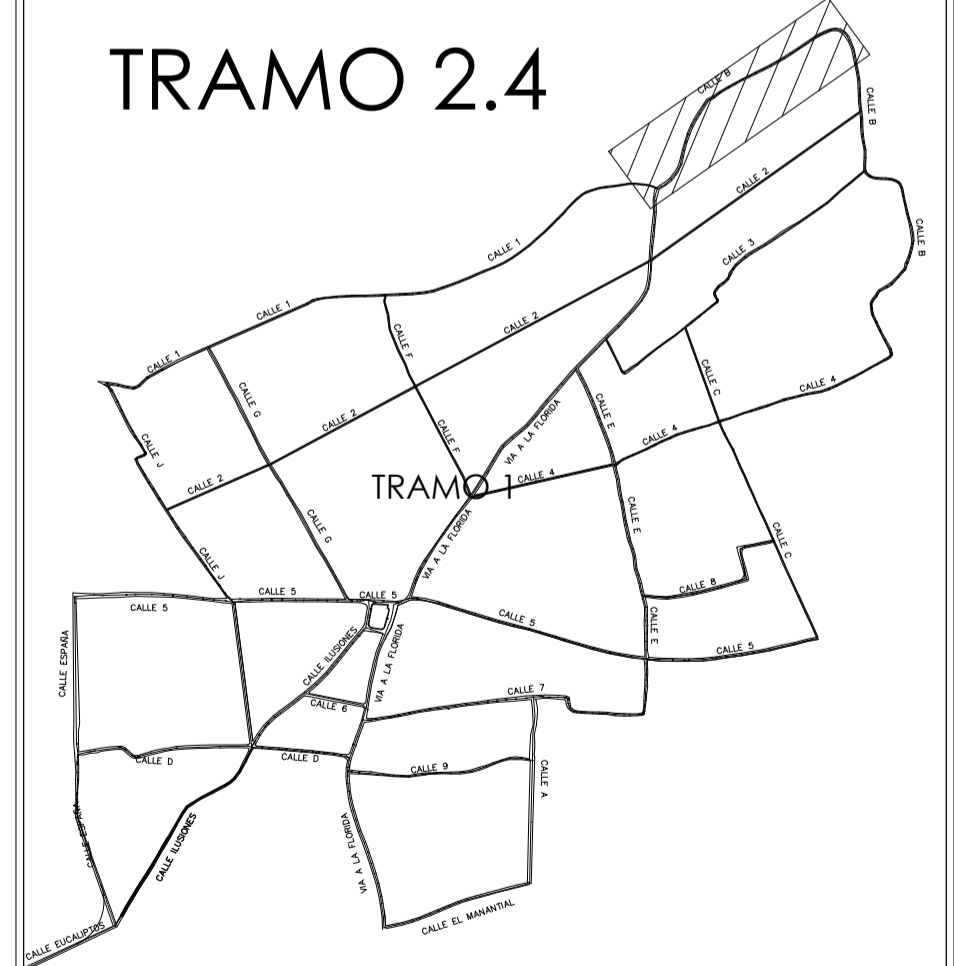 TRAMO 2.4
CALLE B
CALLE B
CALLE 2
CALLE B
CALLE 3
CALLE 1
CALLE 1
CALLE 2
CALLE F
CALLE 1
CALLE C
CALLE 4
CALLE G
CALLE E
CALLE 2
VIA A LA FLORIDA
CALLE F
CALLE 4
CALLE J
CALLE 4
CALLE 2
TRAMO 1
CALLE E
CALLE G
CALLE C
VIA A LA FLORIDA
CALLE J
CALLE 8
CALLE 5
CALLE 5
CALLE 5
CALLE 5
CALLE E
CALLE 5
CALLE ESPAÑA
CALLE ILUSIONES
VIA A LA FLORIDA
CALLE 7
CALLE 6
CALLE D
CALLE D
CALLE 9
CALLE A
CALLE ESPAÑA
CALLE ILUSIONES
VIA A LA FLORIDA
CALLE EL MANANTIAL
CALLE EUCALIPTOS